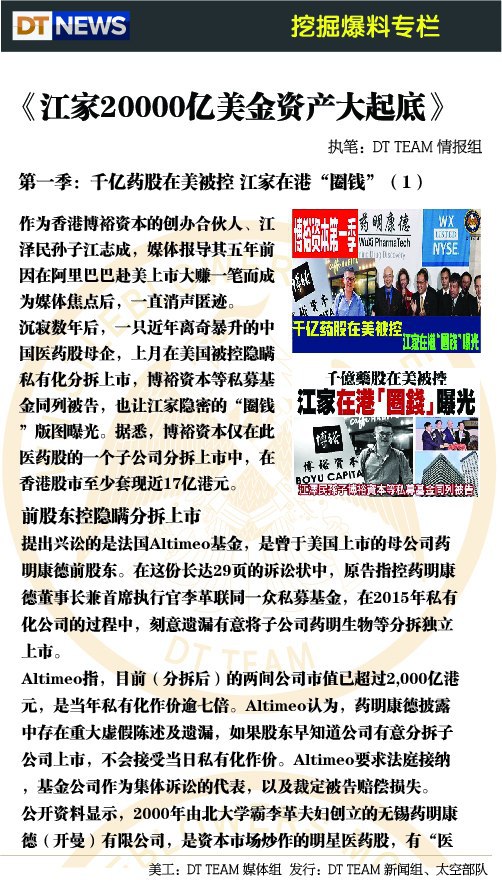 DT NEWS
挖掘爆料专栏
《江家20000亿美金资产大起底》
执笔：DT TEAM 情报组
第一季：千亿药股在美被控 江家在港“圈钱”（1）
作为香港博裕资本的创办合伙人、江
泽民孙子江志成，媒体报导其五年前
因在阿里巴巴赴美上市大赚一笔而成
为媒体焦点后，一直消声匿迹。
沉寂数年后，一只近年离奇暴升的中
国医药股母企，上月在美国被控隐瞒
私有化分拆上市，博裕资本等私募基
金同列被告，也让江家隐密的“圈钱
”版图曝光。据悉，博裕资本仅在此
医药股的一个子公司分拆上市中，在
香港股市至少套现近17亿港元。
博裕资本第一季
药明康德
WuXi PharmaTech
WX
LISTED
NYSE
博裕資本
千亿药股在美被控
江家在港“圈钱”曝光
千億藥股在美被控
江家在港「圈錢」曝光
博裕資本
BOYU CAPITAL
江澤民孫子博裕資本等私募基金同列被告
前股东控隐瞒分拆上市
提出兴讼的是法国Altimeo基金，是曾于美国上市的母公司药
明康德前股东。在这份长达29页的诉讼状中，原告指控药明康
德董事长兼首席执行官李革联同一众私募基金，在2015年私有
化公司的过程中，刻意遗漏有意将子公司药明生物等分拆独立
上市。
Altimeo指，目前（分拆后）的两间公司市值已超过2,000亿港
元，是当年私有化作价逾七倍。Altimeo认为，药明康德披露
中存在重大虚假陈述及遗漏，如果股东早知道公司有意分拆子
公司上市，不会接受当日私有化作价。Altimeo要求法庭接纳
，基金公司作为集体诉讼的代表，以及裁定被告赔偿损失。
公开资料显示，2000年由北大学霸李革夫妇创立的无锡药明康
德（开曼）有限公司，是资本市场炒作的明星医药股，有“医
DT TEAM
美工：DT TEAM 媒体组 发行：DT TEAM 新闻组、太空部队